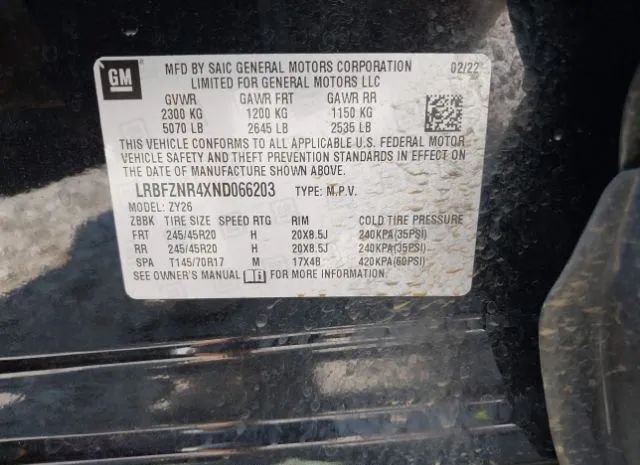 GM
MFD BY SAIC GENERAL MOTORS CORPORATION 02/22
LIMITED FOR GENERAL MOTORS LLC
GVWR GAWR FRT GAWR RR
2300 KG 1200 KG 1150 KG
5070 LB 2645 LB 2535 LB
THIS VEHICLE CONFORMS TO ALL APPLICABLE U.S. FEDERAL MOTOR
VEHICLE SAFETY AND THEFT PREVENTION STANDARDS IN EFFECT ON
THE DATE OF MANUFACTURE SHOWN ABOVE.
LRBFZNR4XND066203 TYPE: M.P.V.
MODEL: ZY26
ZBBK TIRE SIZE SPEED RTG RIM COLD TIRE PRESSURE
FRT 245/45R20 H 20X8.5J 240KPA(35PSI)
RR 245/45R20 H 20X8.5J 240KPA(35PSI)
SPA T145/70R17 M 17X4B 420KPA(60PSI)
SEE OWNER'S MANUAL FOR MORE INFORMATION.